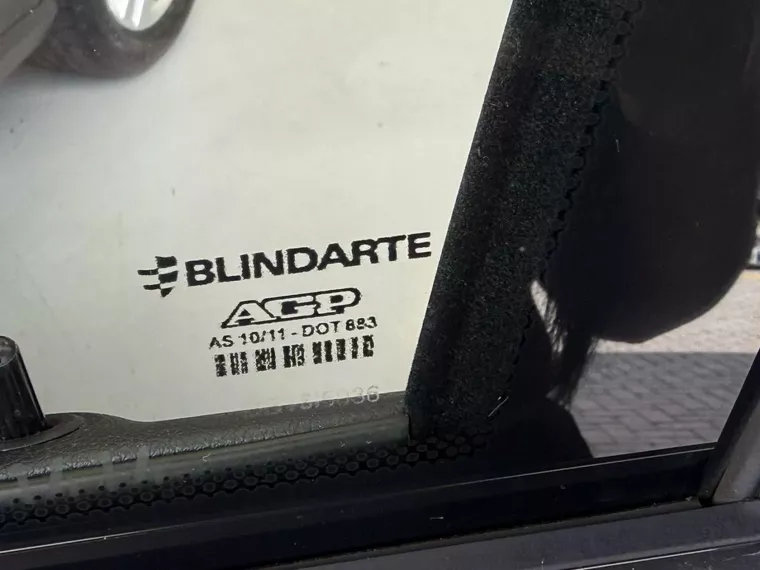 BLINDARTE
AGP
AS 10/11 - DOT 883